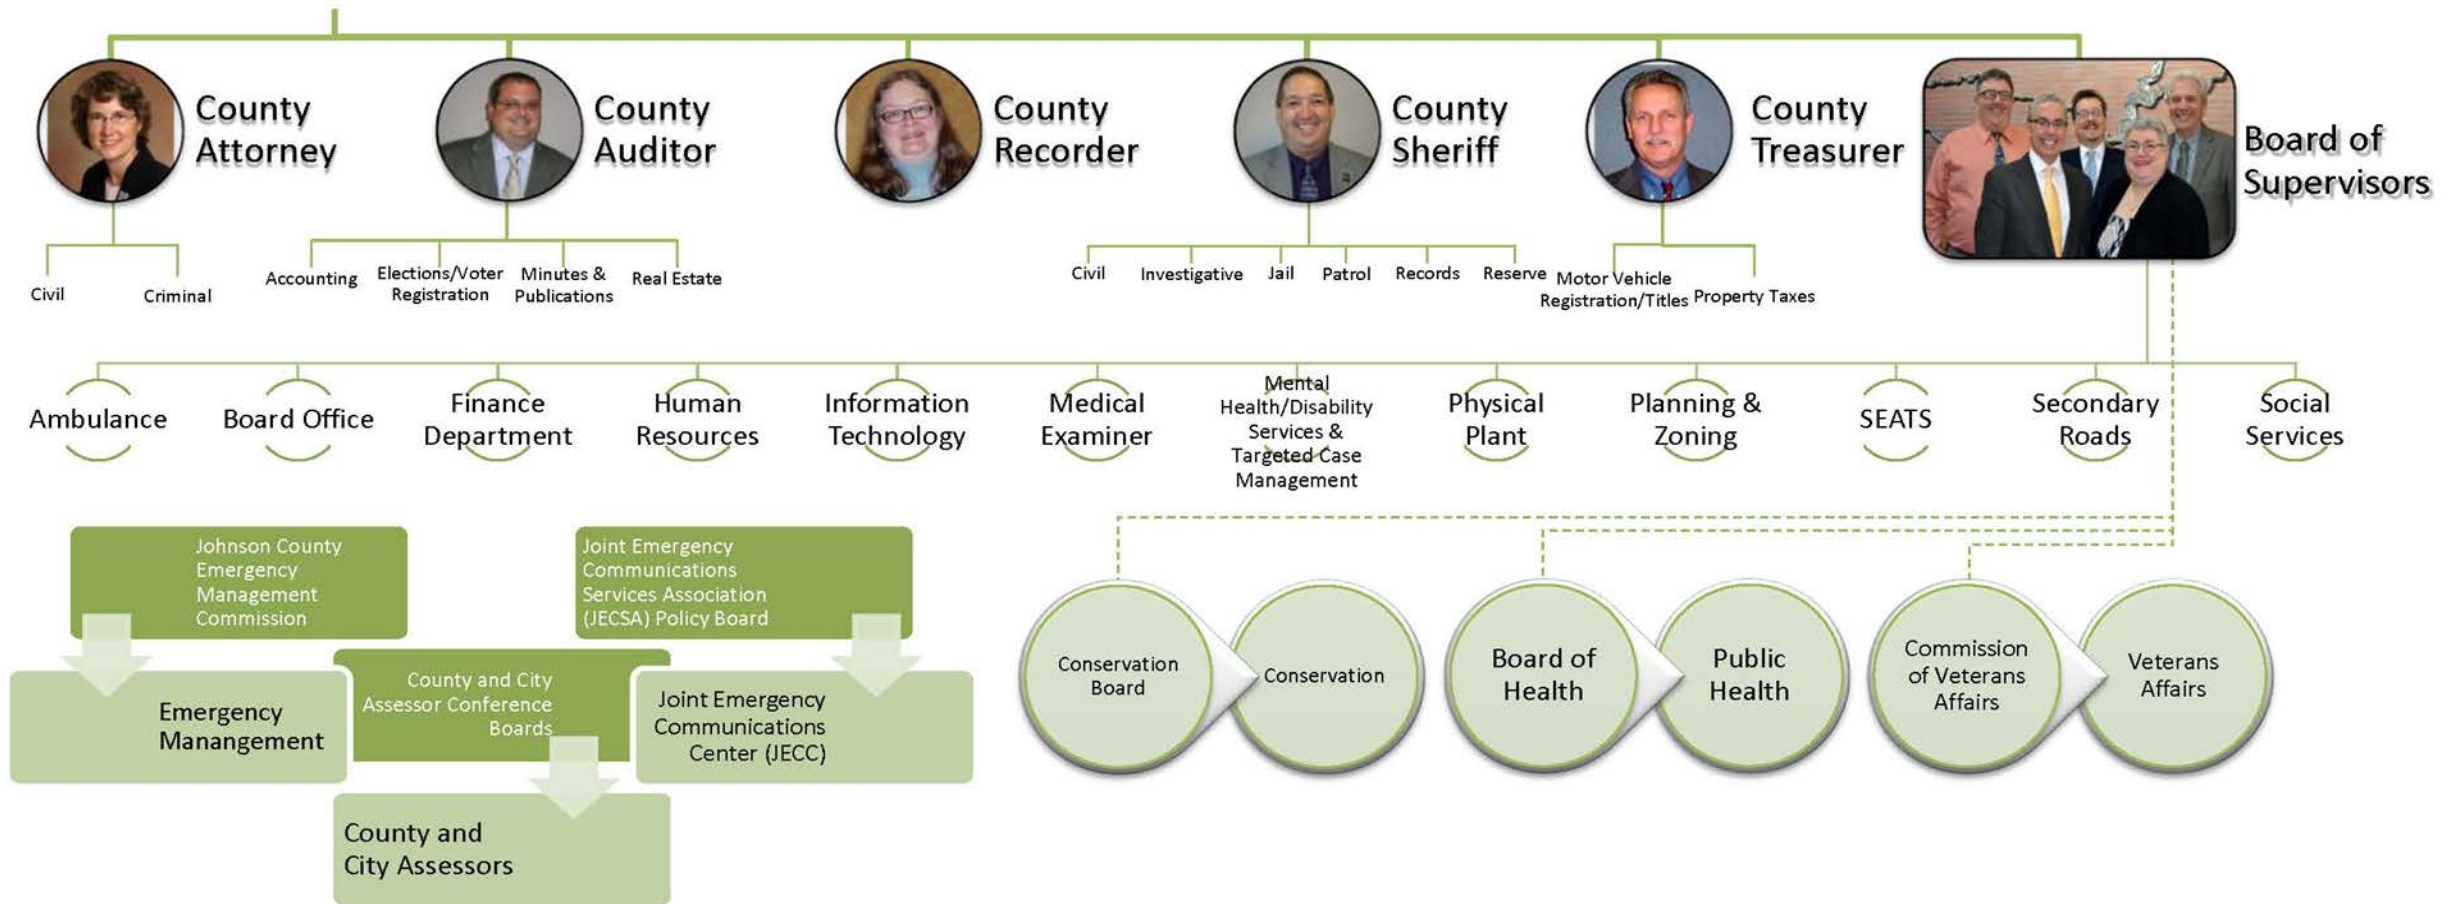 County
Attorney
County
Auditor
County
Recorder
County
Sheriff
County
Treasurer
Board of
Supervisors
Civil
Criminal
Accounting
Elections/Voter
Registration
Minutes &
Publications
Real Estate
Civil
Investigative
Jail
Patrol
Records
Reserve
Motor Vehicle
Registration/Titles
Property Taxes
Ambulance
Board Office
Finance
Department
Human
Resources
Information
Technology
Medical
Examiner
Mental
Health/Disability
Services &
Targeted Case
Management
Physical
Plant
Planning &
Zoning
SEATS
Secondary
Roads
Social
Services
Johnson County
Emergency
Management
Commission
Emergency
Manangement
County and City
Assessor Conference
Boards
County and
City Assessors
Joint Emergency
Communications
Services Association
(JECSA) Policy Board
Joint Emergency
Communications
Center (JECC)
Conservation
Board
Conservation
Board of
Health
Public
Health
Commission
of Veterans
Affairs
Veterans
Affairs